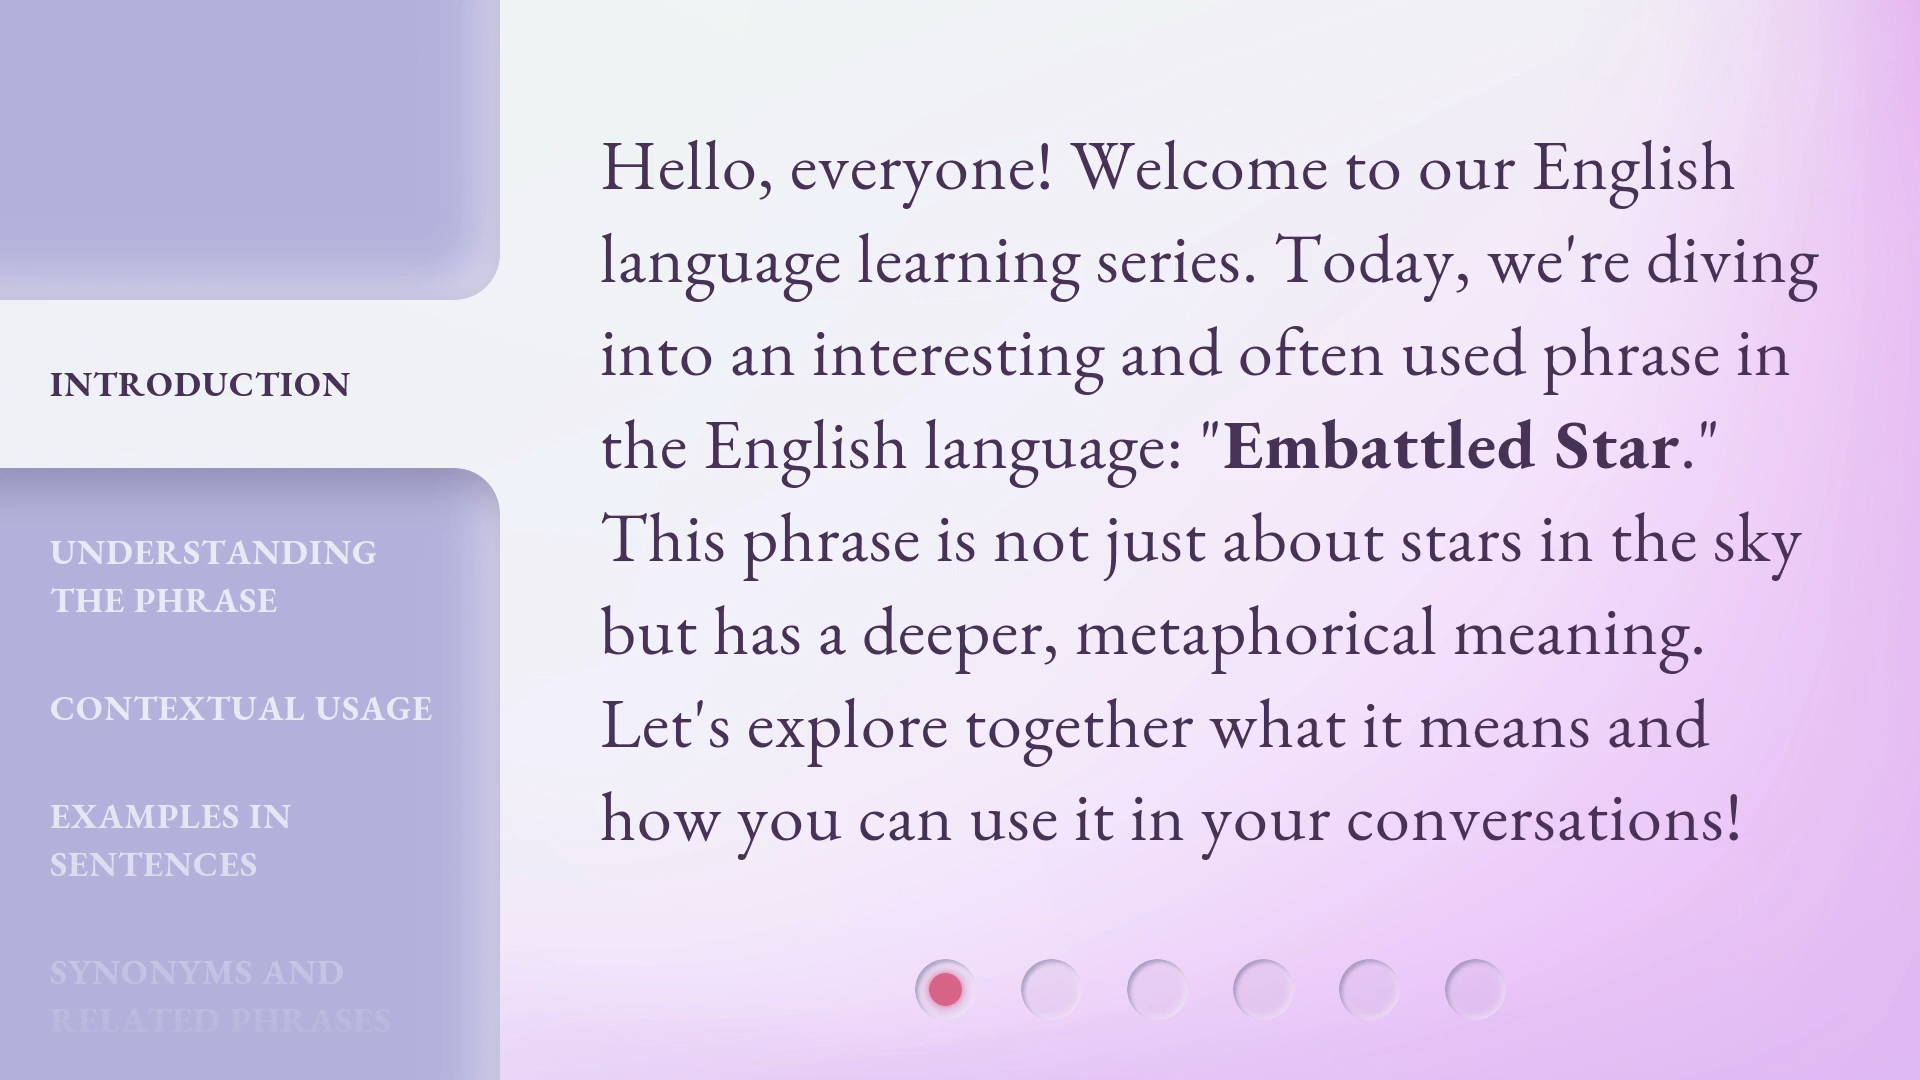 INTRODUCTION
UNDERSTANDING
THE PHRASE
CONTEXTUAL USAGE
EXAMPLES IN
SENTENCES
SYNONYMS AND
RELATED PHRASES
Hello, everyone! Welcome to our English
language learning series. Today, we're diving
into an interesting and often used phrase in
the English language: "Embattled Star."
This phrase is not just about stars in the sky
but has a deeper, metaphorical meaning.
Let's explore together what it means and
how you can use it in your conversations!